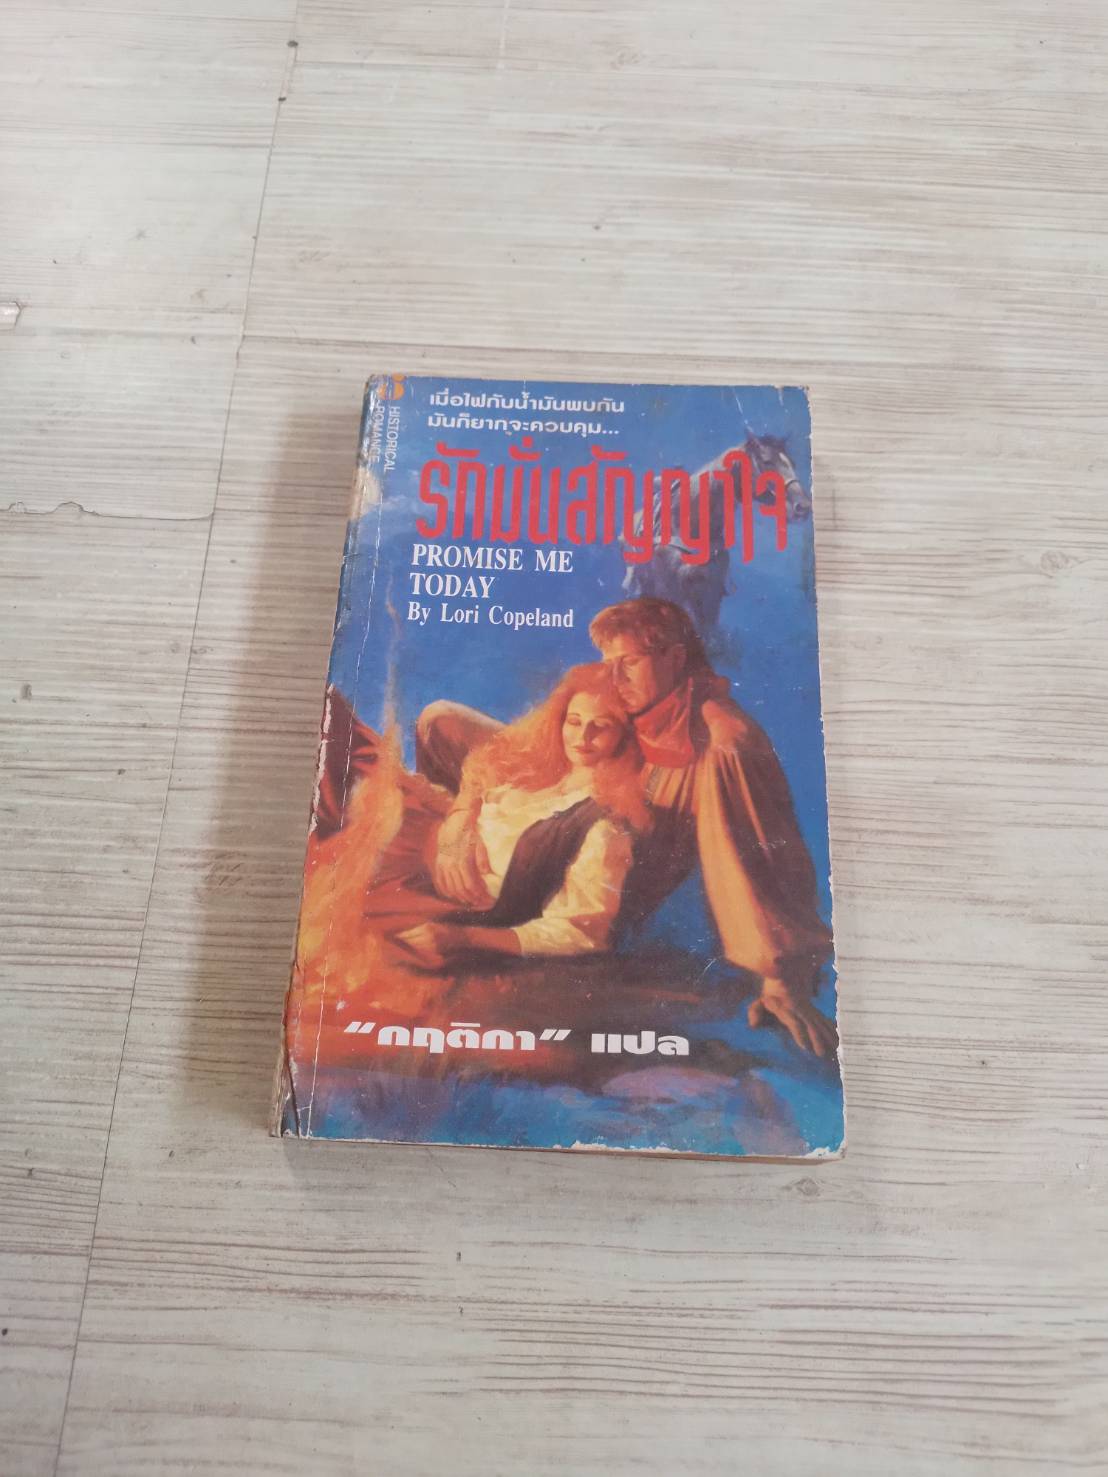 HISTORICAL
ROMANCE
เมื่อไฟกับน้ำมันพบกัน
มันก็ยากจะควบคุม...
รักมั่นสัญญาใจ
PROMISE ME
TODAY
By Lori Copeland
“กฤติกา” แปล